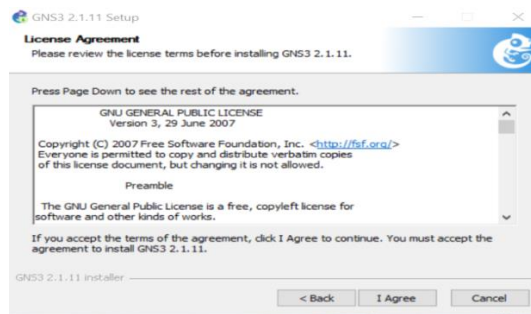 GNS3 2.1.11 Setup
License Agreement
Please review the license terms before installing GNS3 2.1.11.
Press Page Down to see the rest of the agreement.
GNU GENERAL PUBLIC LICENSE
Version 3, 29 June 2007
Copyright (C) 2007 Free Software Foundation, Inc. <http://fsf.org/>
Everyone is permitted to copy and distribute verbatim copies
of this license document, but changing it is not allowed.
Preamble
The GNU General Public License is a free, copyleft license for
software and other kinds of works.
If you accept the terms of the agreement, click I Agree to continue. You must accept the
agreement to install GNS3 2.1.11.
GNS3 2.1.11 installer
< Back I Agree Cancel